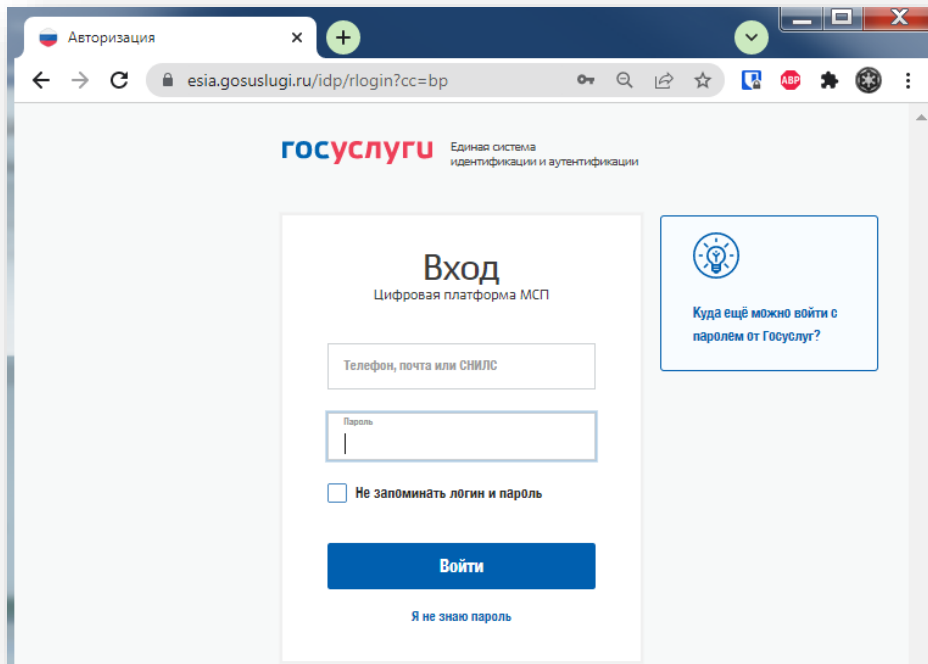 Авторизация
esia.gosuslugi.ru/idp/rlogin?cc=bp
ABP
госуслуги
Единая система
идентификации и аутентификации
Вход
Цифровая платформа МСП
Куда ещё можно войти с
паролем от Госуслуг?
Телефон, почта или СНИЛС
Пароль
Не запоминать логин и пароль
Войти
Я не знаю пароль